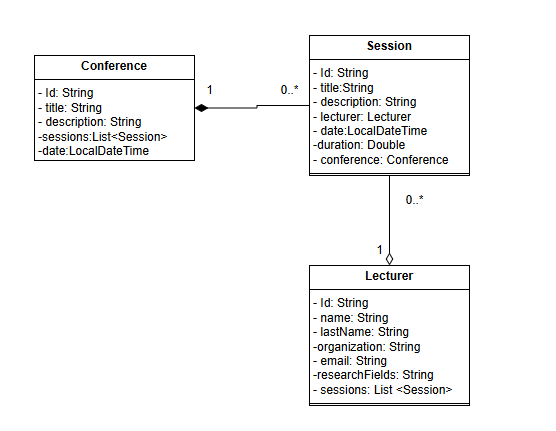 Conference
- Id: String
- title: String
- description: String
-sessions:List<Session>
-date:LocalDateTime
1
0..*
Session
- Id: String
- title:String
- description: String
- lecturer: Lecturer
- date:LocalDateTime
-duration: Double
- conference: Conference
0..*
1
Lecturer
- Id: String
- name: String
- lastName: String
-organization: String
- email: String
-researchFields: String
- sessions: List <Session>